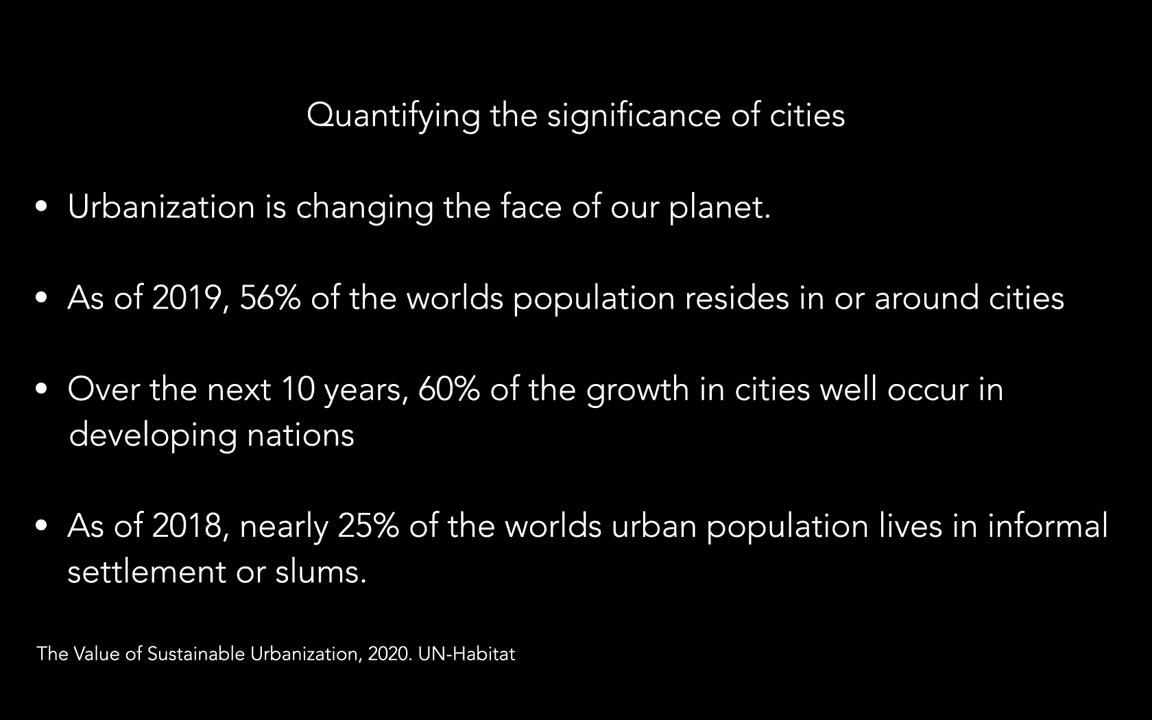 Quantifying the significance of cities
• Urbanization is changing the face of our planet.
• As of 2019, 56% of the worlds population resides in or around cities
• Over the next 10 years, 60% of the growth in cities well occur in
developing nations
• As of 2018, nearly 25% of the worlds urban population lives in informal
settlement or slums.
The Value of Sustainable Urbanization, 2020. UN-Habitat